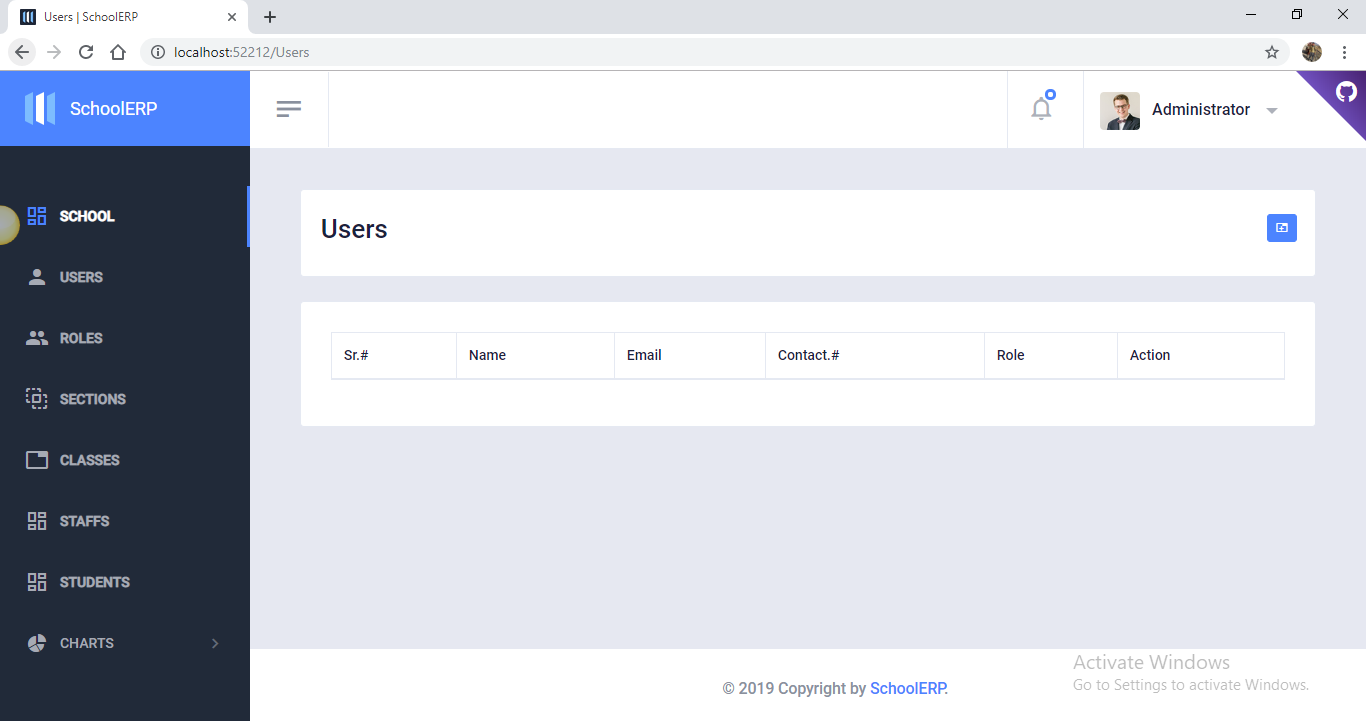 Users | SchoolERP
localhost:52212/Users
SchoolERP
Administrator
SCHOOL
USERS
ROLES
SECTIONS
CLASSES
STAFFS
STUDENTS
CHARTS
Users
Sr.# Name Email Contact.# Role Action
© 2019 Copyright by SchoolERP.
Activate Windows
Go to Settings to activate Windows.